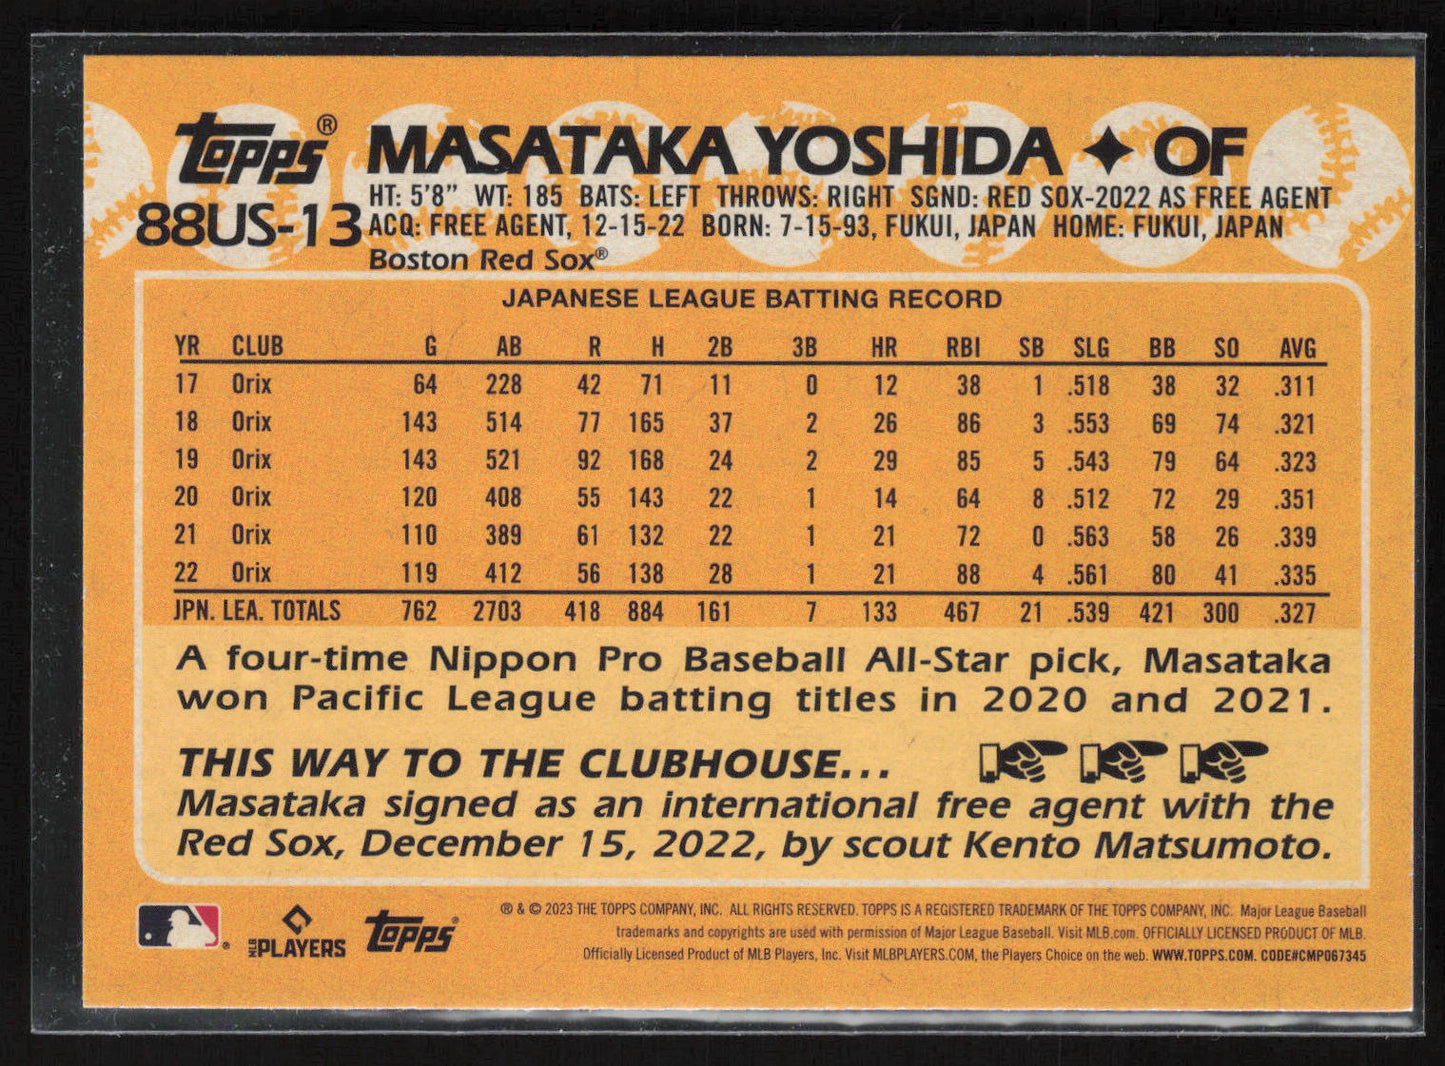 Topps® MASATAKA YOSHIDA ✦ OF
88US-13
HT: 5'8" WT: 185 BATS: LEFT THROWS: RIGHT SGND: RED SOX-2022 AS FREE AGENT
ACQ: FREE AGENT, 12-15-22 BORN: 7-15-93, FUKUI, JAPAN HOME: FUKUI, JAPAN
Boston Red Sox®
JAPANESE LEAGUE BATTING RECORD
YR CLUB G AB R H 2B 3B HR RBI SB SLG BB SO AVG
17 Orix 64 228 42 71 11 0 12 38 1 .518 38 32 .311
18 Orix 143 514 77 165 37 2 26 86 3 .553 69 74 .321
19 Orix 143 521 92 168 24 2 29 85 5 .543 79 64 .323
20 Orix 120 408 55 143 22 1 14 64 8 .512 72 29 .351
21 Orix 110 389 61 132 22 1 21 72 0 .563 58 26 .339
22 Orix 119 412 56 138 28 1 21 88 4 .561 80 41 .335
JPN. LEA. TOTALS 762 2703 418 884 161 7 133 467 21 .539 421 300 .327
A four-time Nippon Pro Baseball All-Star pick, Masataka
won Pacific League batting titles in 2020 and 2021.
THIS WAY TO THE CLUBHOUSE...
Masataka signed as an international free agent with the
Red Sox, December 15, 2022, by scout Kento Matsumoto.
® & © 2023 THE TOPPS COMPANY, INC. ALL RIGHTS RESERVED. TOPPS IS A REGISTERED TRADEMARK OF THE TOPPS COMPANY, INC. Major League Baseball
trademarks and copyrights are used with permission of Major League Baseball. Visit MLB.com. OFFICIALLY LICENSED PRODUCT OF MLB.
Officially Licensed Product of MLB Players, Inc. Visit MLBPLAYERS.COM, the Players Choice on the web. WWW.TOPPS.COM. CODE#CMP067345
MLB PLAYERS
Topps®